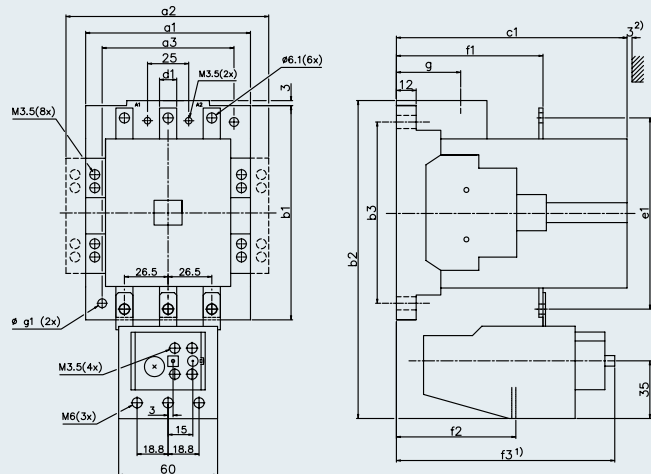 a2
a1
a3
25
d1
M3.5(2x)
ø6.1(6x)
3
A1
A2
M3.5(8x)
b1
26.5
26.5
ø g1 (2x)
M3.5(4x)
M6(3x)
3
15
18.8
18.8
60
c1
3²⁾
f1
g
12
b3
b2
e1
35
f2
f3¹⁾